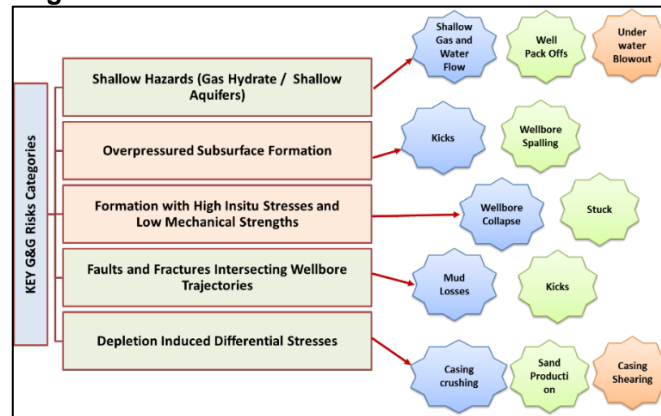 KEY G&G Risks Categories
Shallow Hazards (Gas Hydrate / Shallow
Aquifers)
Shallow
Gas and
Water
Flow
Well
Pack Offs
Under
water
Blowout
Overpressured Subsurface Formation
Kicks
Wellbore
Spalling
Formation with High Insitu Stresses and
Low Mechanical Strengths
Wellbore
Collapse
Stuck
Faults and Fractures Intersecting Wellbore
Trajectories
Mud
Losses
Kicks
Depletion Induced Differential Stresses
Casing
crushing
Sand
Producti
on
Casing
Shearing